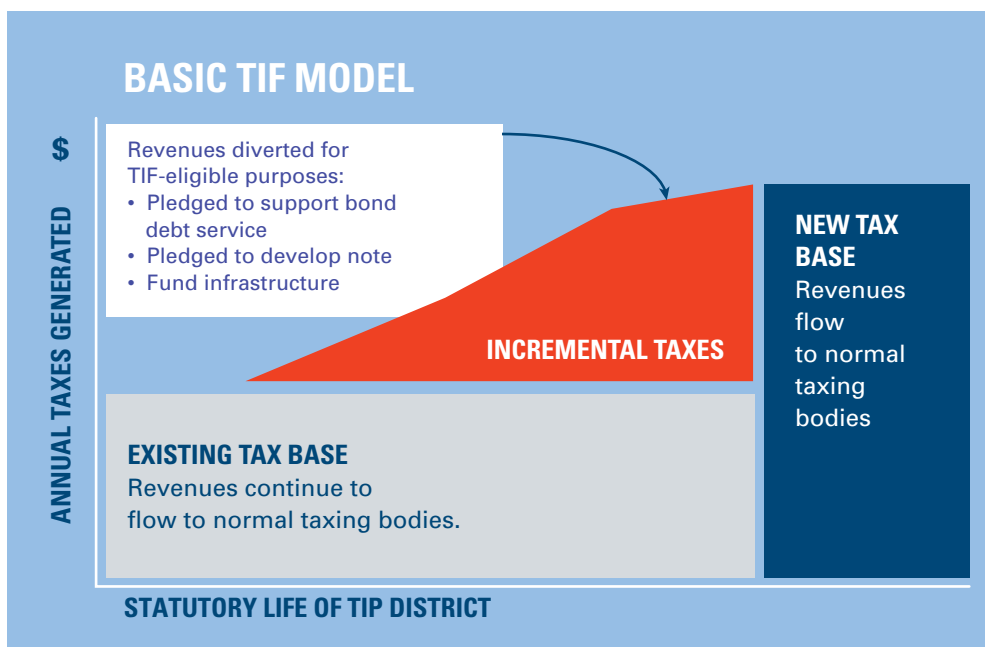 BASIC TIF MODEL
$
ANNUAL TAXES GENERATED
Revenues diverted for
TIF-eligible purposes:
• Pledged to support bond
debt service
• Pledged to develop note
• Fund infrastructure
INCREMENTAL TAXES
EXISTING TAX BASE
Revenues continue to
flow to normal taxing bodies.
NEW TAX
BASE
Revenues
flow
to normal
taxing
bodies
STATUTORY LIFE OF TIP DISTRICT